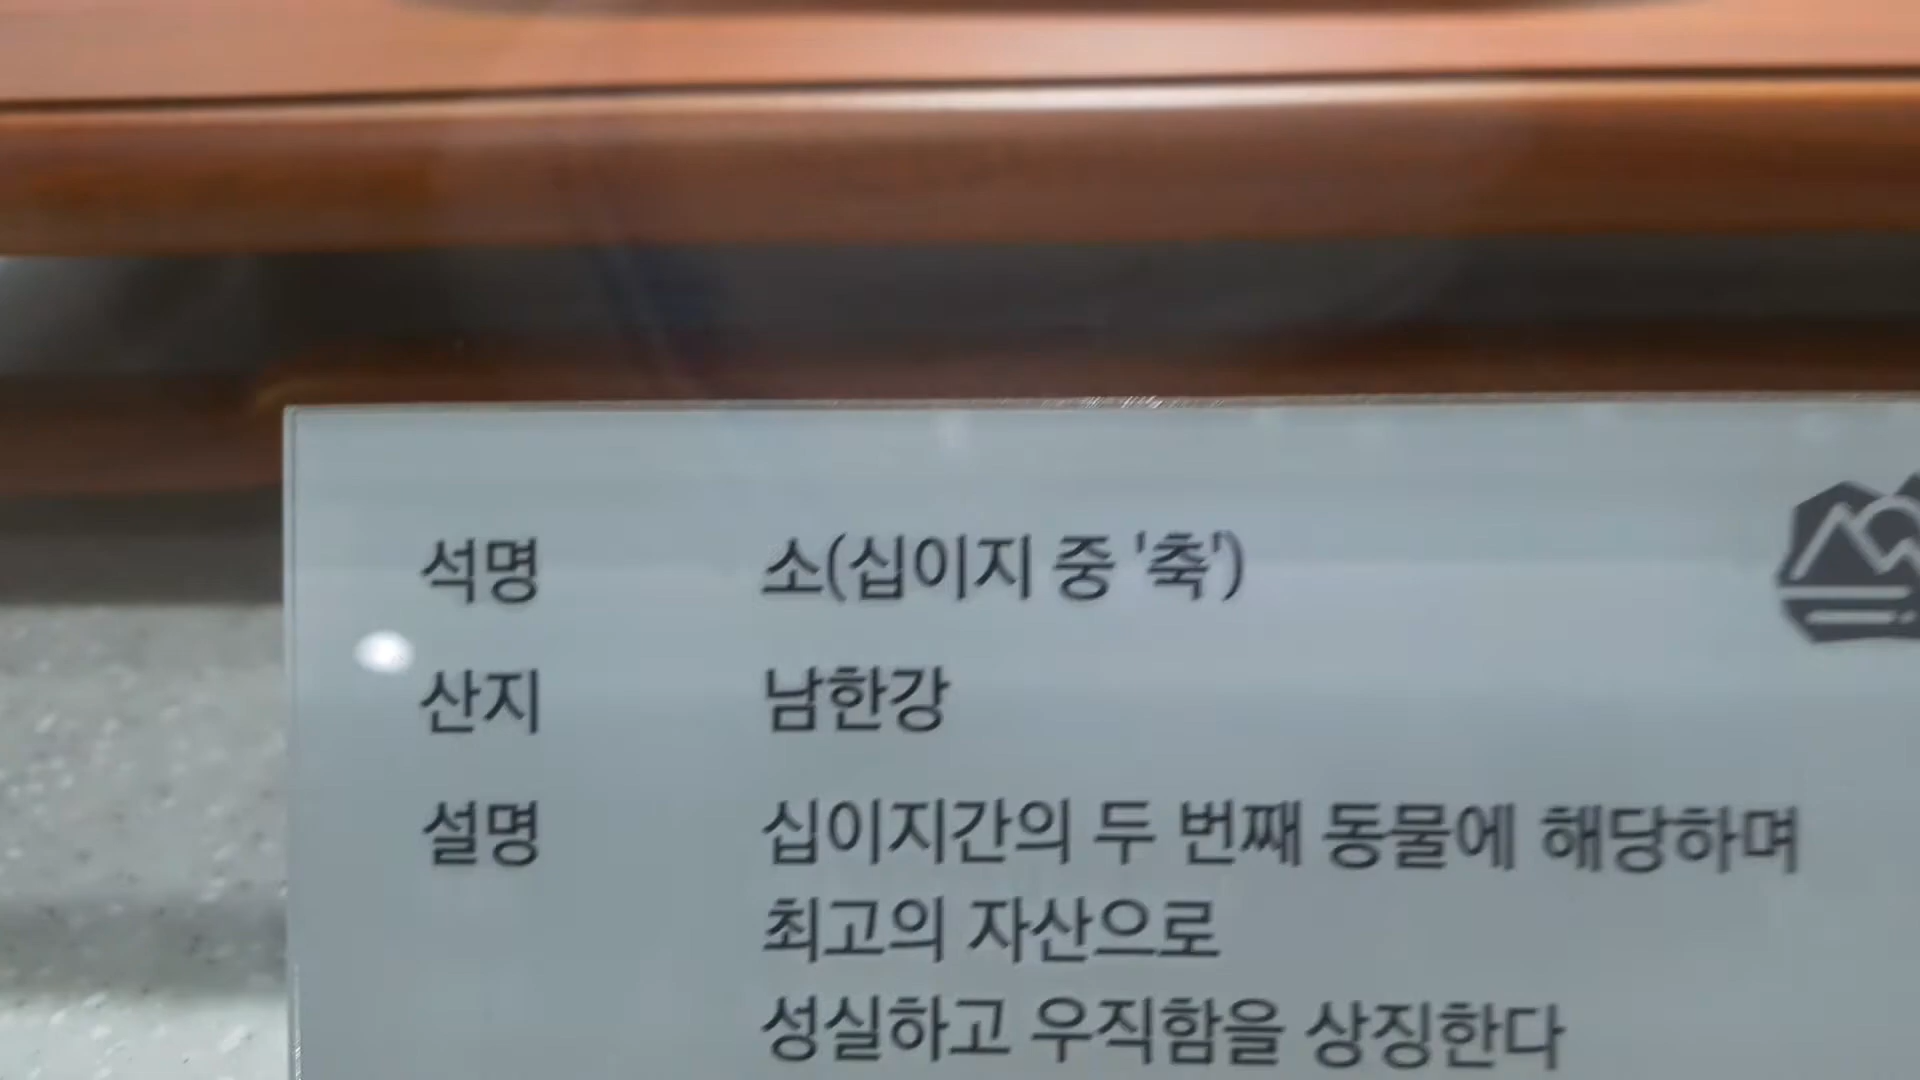 석명 소(십이지 중 '축')
산지 남한강
설명 십이지간의 두 번째 동물에 해당하며
최고의 자산으로
성실하고 우직함을 상징한다